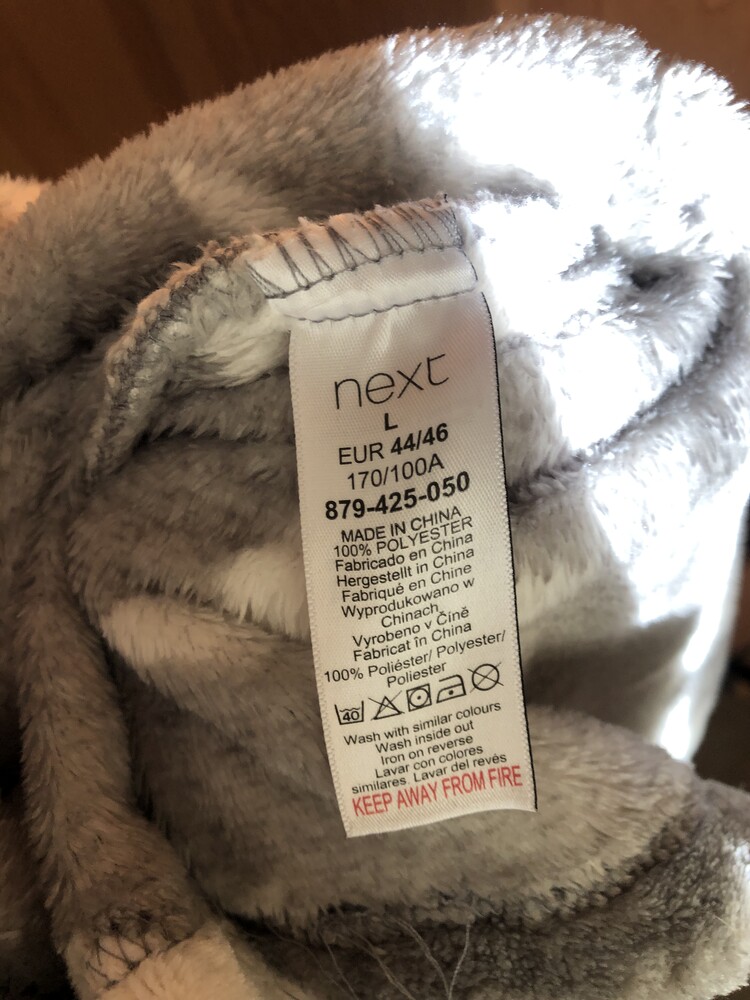 next
L
EUR 44/46
170/100A
879-425-050
MADE IN CHINA
100% POLYESTER
Fabricado en China
Hergestellt in China
Fabriqué en Chine
Wyprodukowano w
Chinach
Vyrobeno v Číně
Fabricat în China
100% Poliéster/ Polyester/
Poliester
40
Wash with similar colours
Wash inside out
Iron on reverse
Lavar con colores
similares. Lavar del revés
KEEP AWAY FROM FIRE